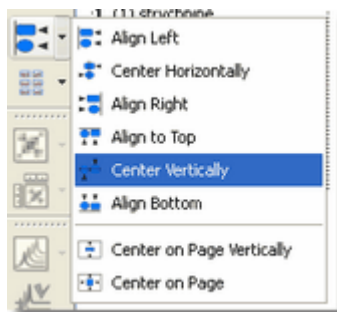 1 (1) strychnine
Align Left
Center Horizontally
Align Right
Align to Top
Center Vertically
Align Bottom
Center on Page Vertically
Center on Page